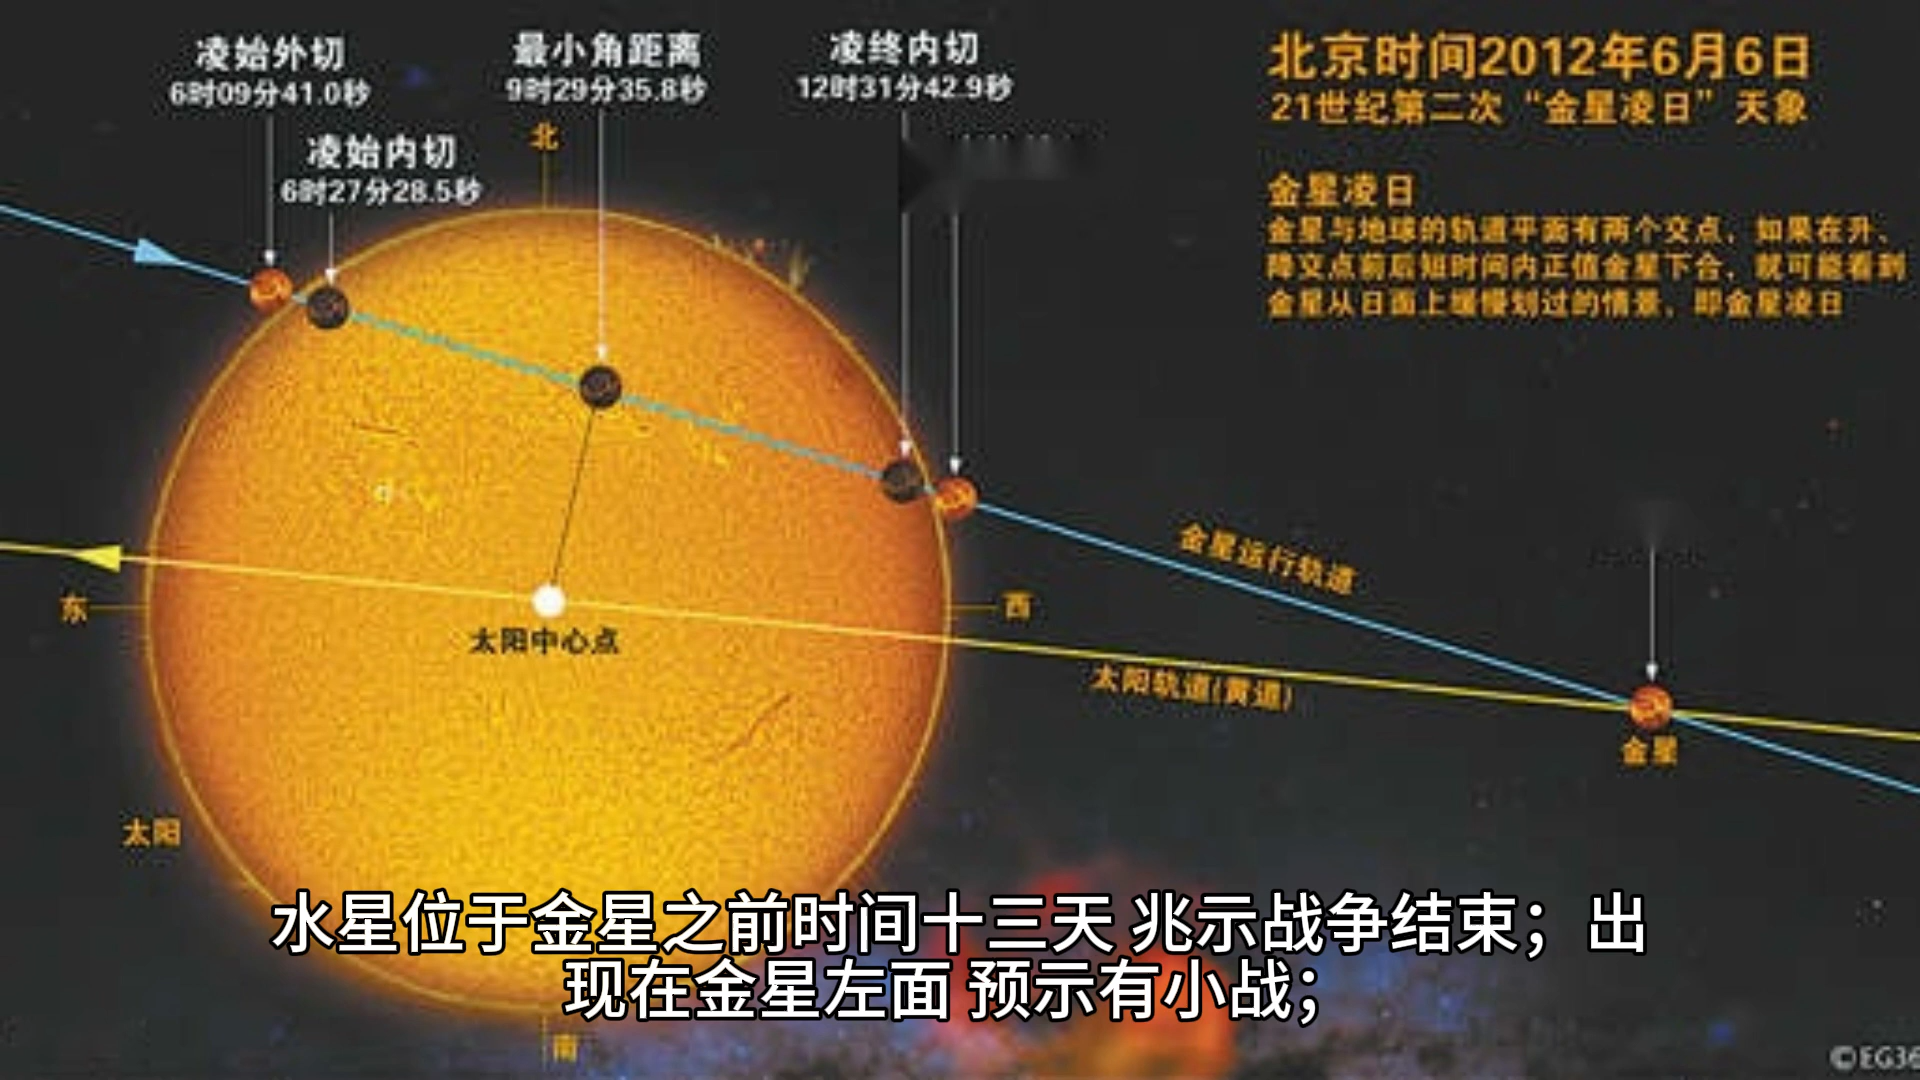 凌始外切
6时09分41.0秒
凌始内切
6时27分28.5秒
最小角距离
9时29分35.8秒
凌终内切
12时31分42.9秒
北京时间2012年6月6日
21世纪第二次“金星凌日”天象
金星凌日
金星与地球的轨道平面有两个交点，如果在升、
降交点前后短时间内正值金星下合，就可能看到
金星从日面上缓慢划过的情景，即金星凌日
北
东
西
南
太阳中心点
金星运行轨道
太阳轨道(黄道)
金星
太阳
水星位于金星之前时间十三天 兆示战争结束；出
现在金星左面 预示有小战；
©EG36